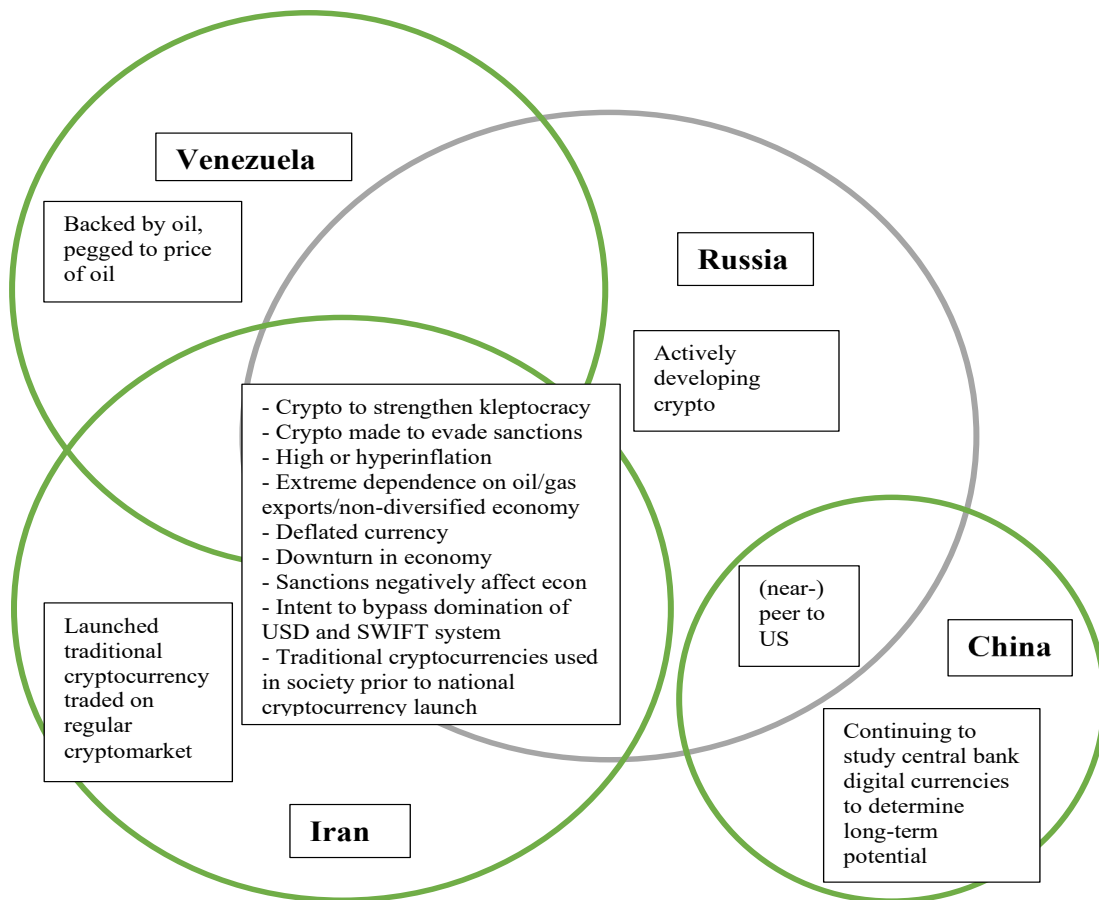 Venezuela
Backed by oil,
pegged to price
of oil
Russia
Actively
developing
crypto
- Crypto to strengthen kleptocracy
- Crypto made to evade sanctions
- High or hyperinflation
- Extreme dependence on oil/gas
exports/non-diversified economy
- Deflated currency
- Downturn in economy
- Sanctions negatively affect econ
- Intent to bypass domination of
USD and SWIFT system
- Traditional cryptocurrencies used
in society prior to national
cryptocurrency launch
(near-)
peer to
US
China
Launched
traditional
cryptocurrency
traded on
regular
cryptomarket
Continuing to
study central bank
digital currencies
to determine
long-term
potential
Iran